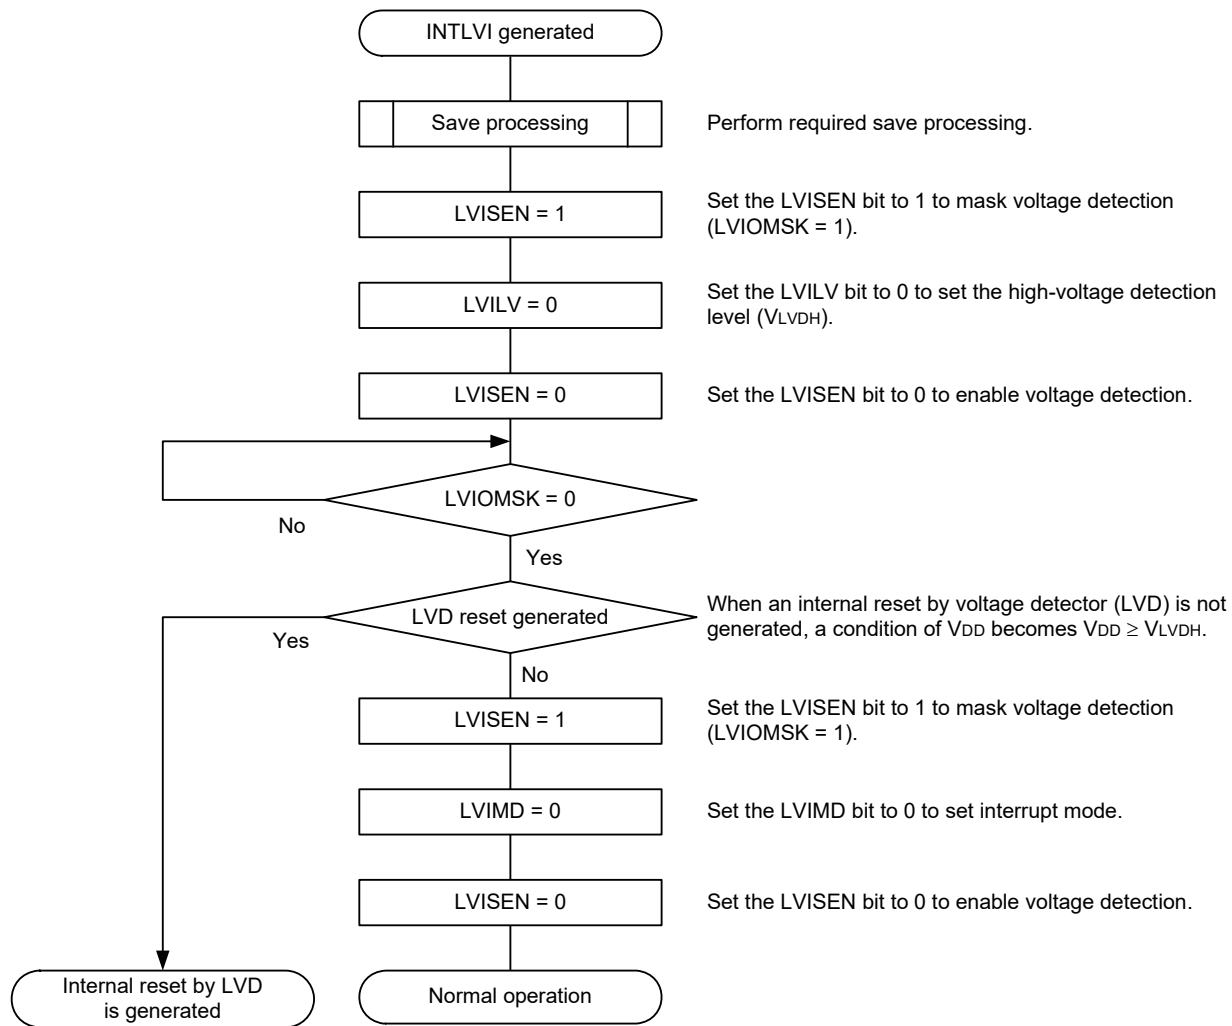 INTLVI generated
Save processing
Perform required save processing.
LVISEN = 1
Set the LVISEN bit to 1 to mask voltage detection
(LVIOMSK = 1).
LVILV = 0
Set the LVILV bit to 0 to set the high-voltage detection
level (VLVDH).
LVISEN = 0
Set the LVISEN bit to 0 to enable voltage detection.
LVIOMSK = 0
No
Yes
LVD reset generated
When an internal reset by voltage detector (LVD) is not
generated, a condition of VDD becomes VDD ≥ VLVDH.
Yes
No
LVISEN = 1
Set the LVISEN bit to 1 to mask voltage detection
(LVIOMSK = 1).
LVIMD = 0
Set the LVIMD bit to 0 to set interrupt mode.
LVISEN = 0
Set the LVISEN bit to 0 to enable voltage detection.
Internal reset by LVD
is generated
Normal operation